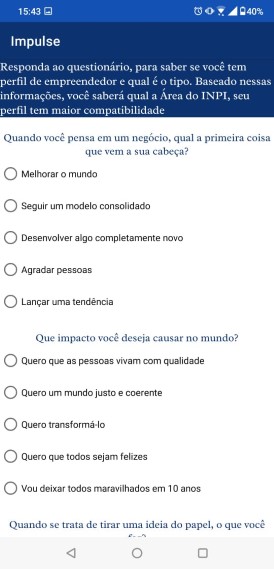 15:43
40%
Impulse
Responda ao questionário, para saber se você tem
perfil de empreendedor e qual é o tipo. Baseado nessas
informações, você saberá qual a Área do INPI, seu
perfil tem maior compatibilidade
Quando você pensa em um negócio, qual a primeira coisa
que vem a sua cabeça?
Melhorar o mundo
Seguir um modelo consolidado
Desenvolver algo completamente novo
Agradar pessoas
Lançar uma tendência
Que impacto você deseja causar no mundo?
Quero que as pessoas vivam com qualidade
Quero um mundo justo e coerente
Quero transformá-lo
Quero que todos sejam felizes
Vou deixar todos maravilhados em 10 anos
Quando se trata de tirar uma ideia do papel, o que você